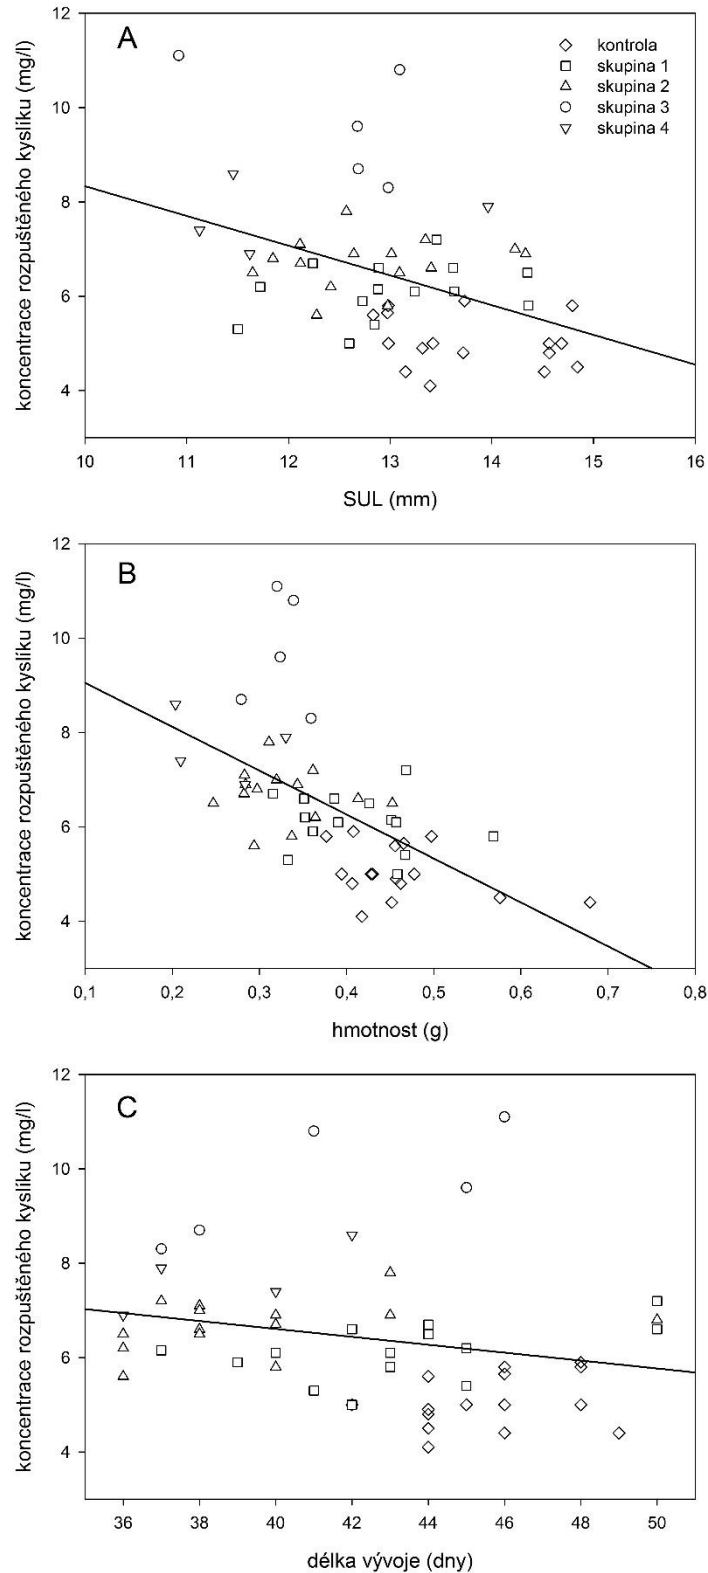 12
A
kontrola
skupina 1
skupina 2
skupina 3
skupina 4
10
8
6
4
koncentrace rozpuštěného kyslíku (mg/l)
10 11 12 13 14 15 16
SUL (mm)
12
B
10
8
6
4
koncentrace rozpuštěného kyslíku (mg/l)
0,1 0,2 0,3 0,4 0,5 0,6 0,7 0,8
hmotnost (g)
12
C
10
8
6
4
koncentrace rozpuštěného kyslíku (mg/l)
36 38 40 42 44 46 48 50
délka vývoje (dny)